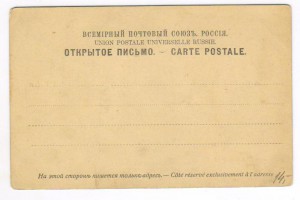 ВСЕМІРНЫЙ ПОЧТОВЫЙ СОЮЗЪ. РОССІЯ.
UNION POSTALE UNIVERSELLE RUSSIE.
ОТКРЫТОЕ ПИСЬМО. — CARTE POSTALE.
На этой сторонѣ пишется только адресъ. — Côté réservé exclusivement à l'adresse.
14,-